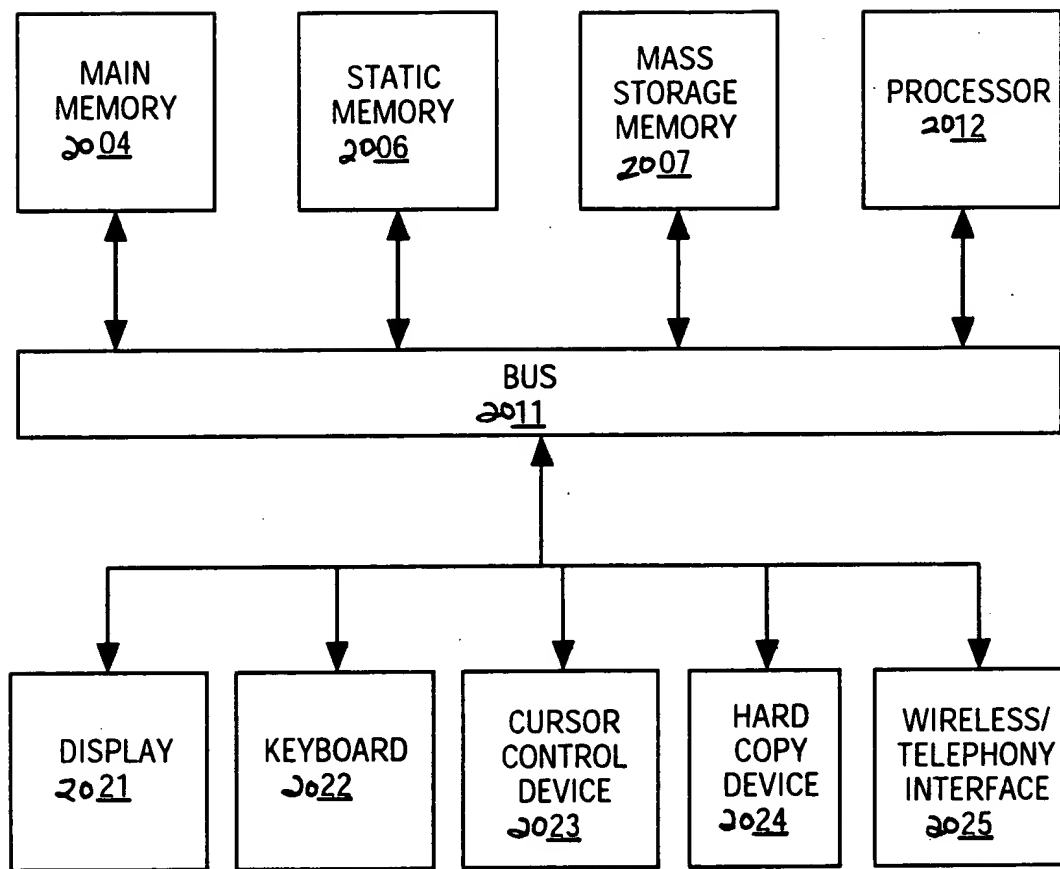 MAIN
MEMORY
2004
STATIC
MEMORY
2006
MASS
STORAGE
MEMORY
2007
PROCESSOR
2012
BUS
2011
DISPLAY
2021
KEYBOARD
2022
CURSOR
CONTROL
DEVICE
2023
HARD
COPY
DEVICE
2024
WIRELESS/
TELEPHONY
INTERFACE
2025